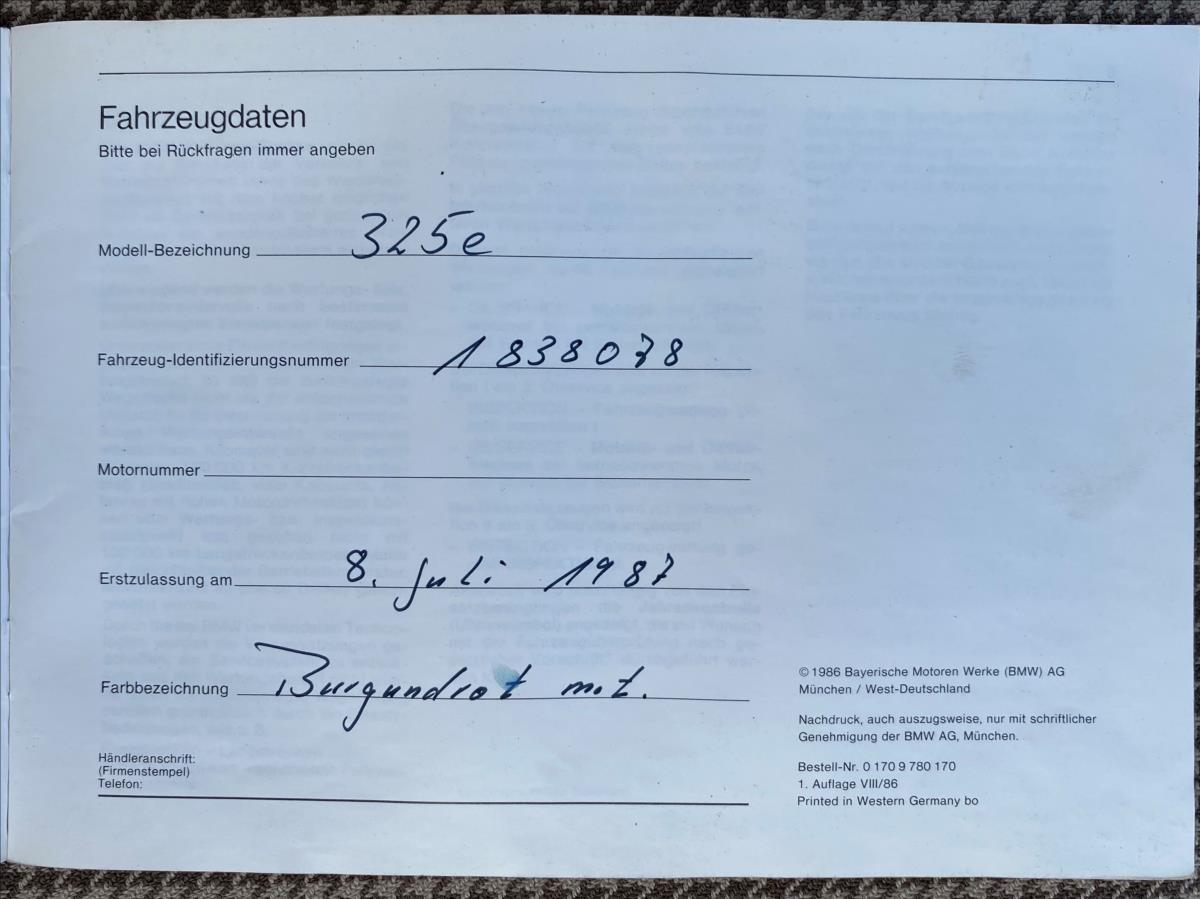 Fahrzeugdaten
Bitte bei Rückfragen immer angeben
Modell-Bezeichnung 325e
Fahrzeug-Identifizierungsnummer 1838078
Motornummer
Erstzulassung am 8. Juli 1987
Farbbezeichnung Burgundrot met.
Händleranschrift:
(Firmenstempel)
Telefon:
© 1986 Bayerische Motoren Werke (BMW) AG
München / West-Deutschland
Nachdruck, auch auszugsweise, nur mit schriftlicher
Genehmigung der BMW AG, München.
Bestell-Nr. 0 170 9 780 170
1. Auflage VIII/86
Printed in Western Germany bo